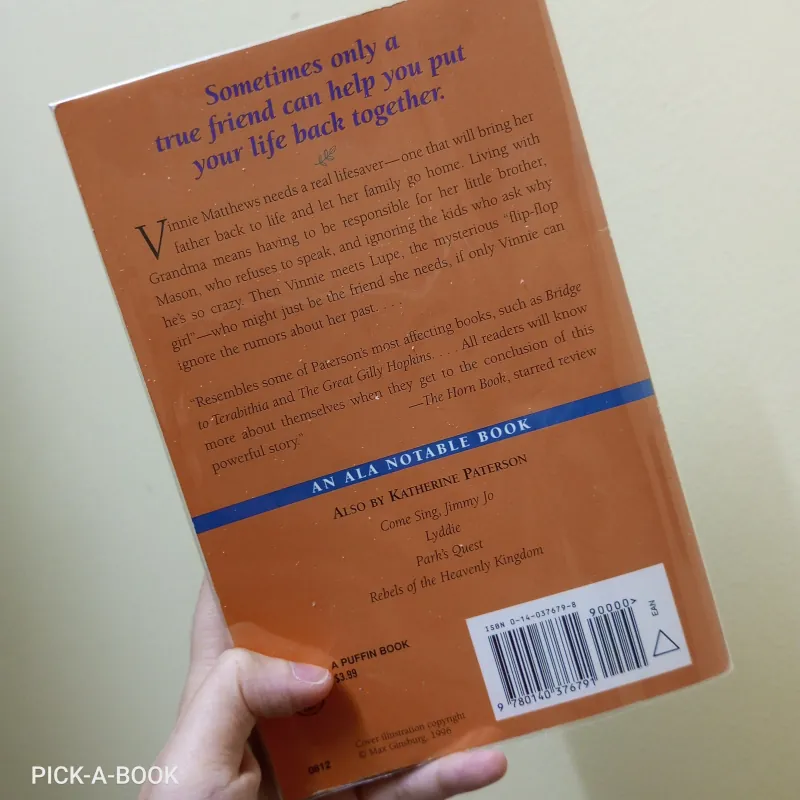 Sometimes only a
true friend can help you put
your life back together.
Vinnie Matthews needs a real lifesaver—one that will bring her
father back to life and let her family go home. Living with
Grandma means having to be responsible for her little brother,
Mason, who refuses to speak, and ignoring the kids who ask why
he's so crazy. Then Vinnie meets Lupe, the mysterious "flip-flop
girl"—who might just be the friend she needs, if only Vinnie can
ignore the rumors about her past. . . .
"Resembles some of Paterson's most affecting books, such as Bridge
to Terabithia and The Great Gilly Hopkins. . . . All readers will know
more about themselves when they get to the conclusion of this
powerful story."
—The Horn Book, starred review
AN ALA NOTABLE BOOK
ALSO BY KATHERINE PATERSON
Come Sing, Jimmy Jo
Lyddie
Park's Quest
Rebels of the Heavenly Kingdom
A PUFFIN BOOK
$3.99
ISBN 0-14-037679-8
90000>
EAN
9 780140 376791
Cover illustration copyright
© Max Ginsburg, 1996
0612
PICK-A-BOOK